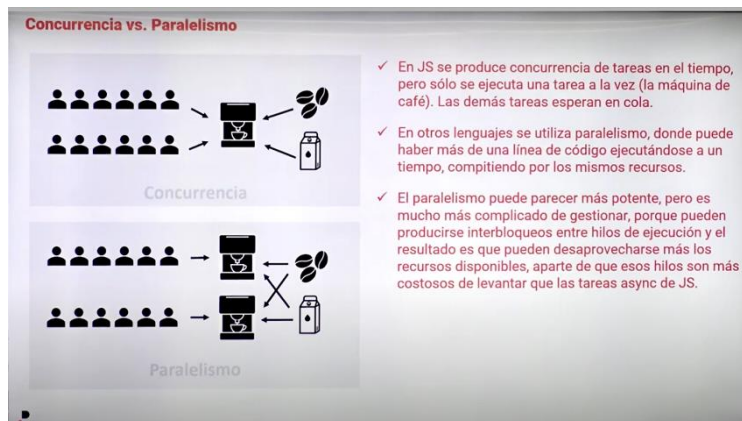 Concurrencia vs. Paralelismo
Concurrencia
Paralelismo
✓ En JS se produce concurrencia de tareas en el tiempo,
pero sólo se ejecuta una tarea a la vez (la máquina de
café). Las demás tareas esperan en cola.
✓ En otros lenguajes se utiliza paralelismo, donde puede
haber más de una línea de código ejecutándose a un
tiempo, compitiendo por los mismos recursos.
✓ El paralelismo puede parecer más potente, pero es
mucho más complicado de gestionar, porque pueden
producirse interbloqueos entre hilos de ejecución y el
resultado es que pueden desaprovecharse más los
recursos disponibles, aparte de que esos hilos son más
costosos de levantar que las tareas async de JS.